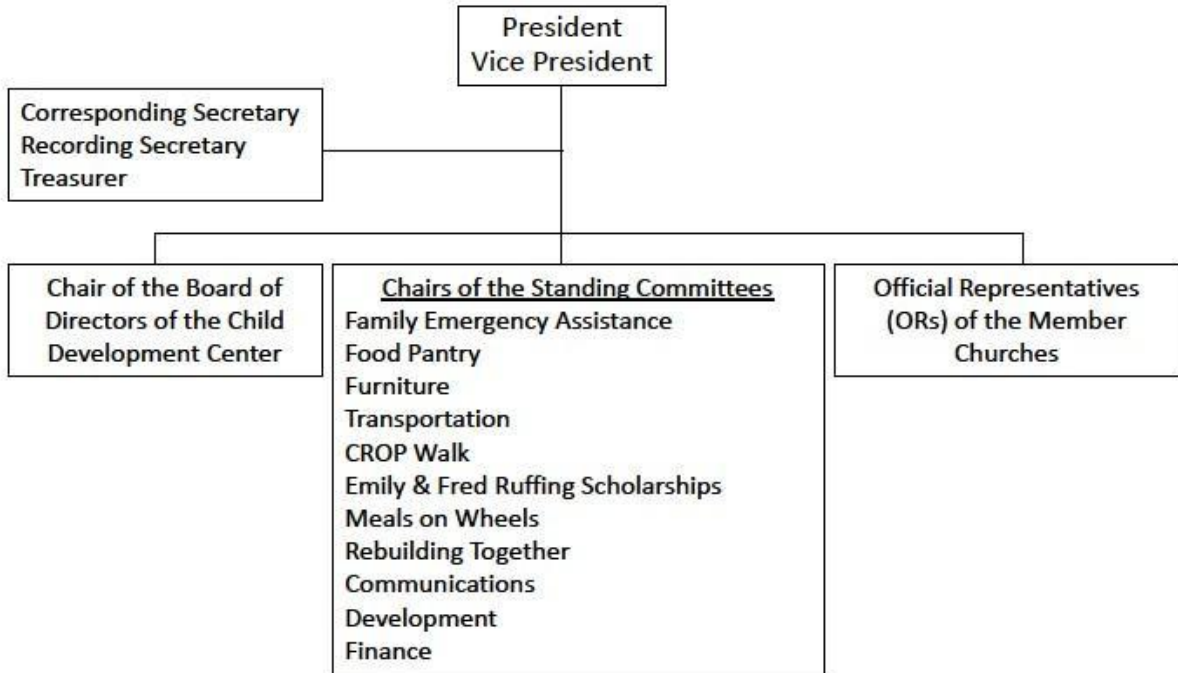 President
Vice President
Corresponding Secretary
Recording Secretary
Treasurer
Chair of the Board of
Directors of the Child
Development Center
Chairs of the Standing Committees
Family Emergency Assistance
Food Pantry
Furniture
Transportation
CROP Walk
Emily & Fred Ruffing Scholarships
Meals on Wheels
Rebuilding Together
Communications
Development
Finance
Official Representatives
(ORs) of the Member
Churches